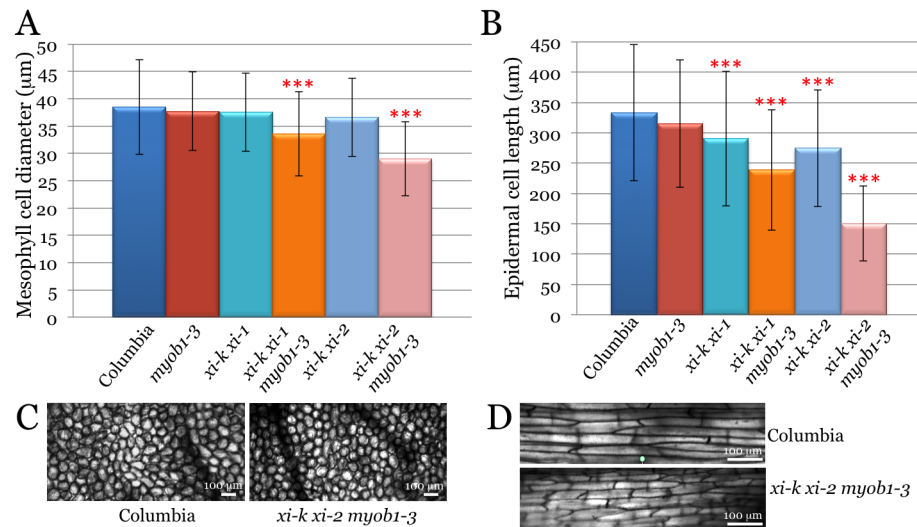 A
Mesophyll cell diameter (µm)
50
45
40
35
30
25
20
15
10
5
0
***
***
Columbia
myob1-3
xi-k xi-1
xi-k xi-1
myob1-3
xi-k xi-2
xi-k xi-2
myob1-3
B
Epidermal cell length (µm)
450
400
350
300
250
200
150
100
50
0
***
***
***
***
Columbia
myob1-3
xi-k xi-1
xi-k xi-1
myob1-3
xi-k xi-2
xi-k xi-2
myob1-3
C
100 µm
100 µm
Columbia
xi-k xi-2 myob1-3
D
100 µm
Columbia
100 µm
xi-k xi-2 myob1-3